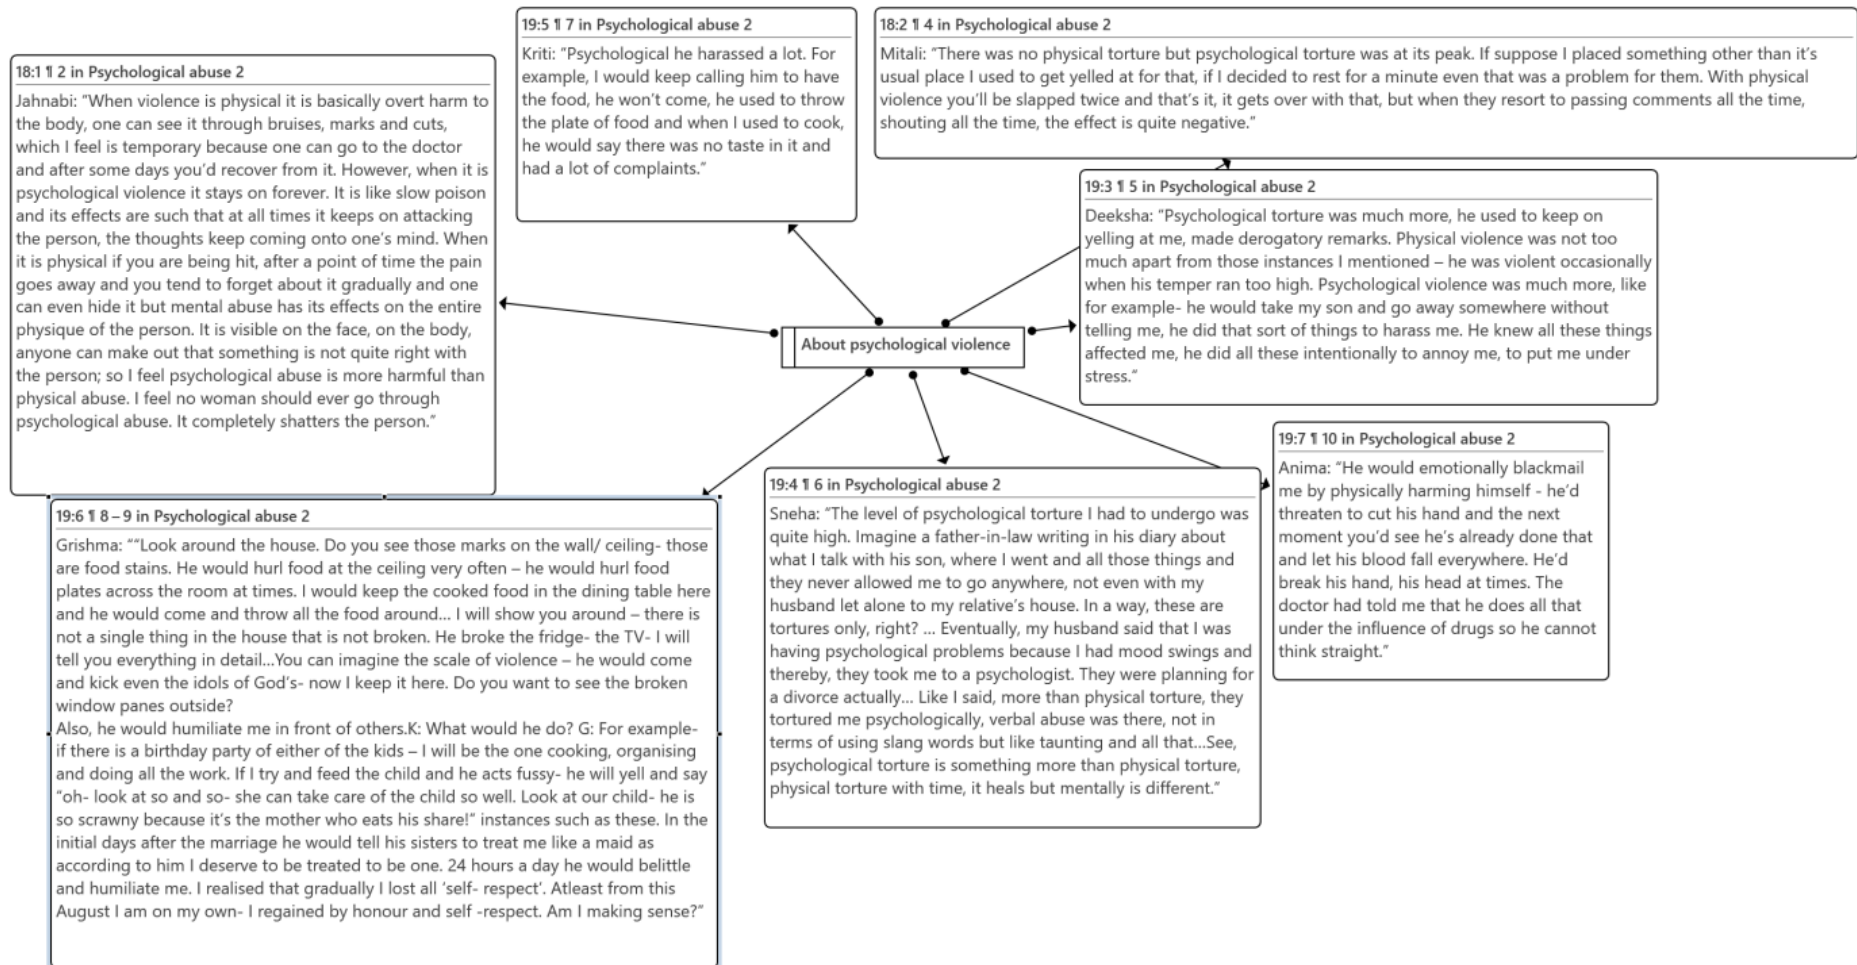 19:5 ¶ 7 in Psychological abuse 2
Kriti: “Psychological he harassed a lot. For
example, I would keep calling him to have
the food, he won’t come, he used to throw
the plate of food and when I used to cook,
he would say there was no taste in it and
had a lot of complaints.”
18:2 ¶ 4 in Psychological abuse 2
Mitali: “There was no physical torture but psychological torture was at its peak. If suppose I placed something other than it’s
usual place I used to get yelled at for that, if I decided to rest for a minute even that was a problem for them. With physical
violence you’ll be slapped twice and that’s it, it gets over with that, but when they resort to passing comments all the time,
shouting all the time, the effect is quite negative.”
18:1 ¶ 2 in Psychological abuse 2
Jahnabi: “When violence is physical it is basically overt harm to
the body, one can see it through bruises, marks and cuts,
which I feel is temporary because one can go to the doctor
and after some days you’d recover from it. However, when it is
psychological violence it stays on forever. It is like slow poison
and its effects are such that at all times it keeps on attacking
the person, the thoughts keep coming onto one’s mind. When
it is physical if you are being hit, after a point of time the pain
goes away and you tend to forget about it gradually and one
can even hide it but mental abuse has its effects on the entire
physique of the person. It is visible on the face, on the body,
anyone can make out that something is not quite right with
the person; so I feel psychological abuse is more harmful than
physical abuse. I feel no woman should ever go through
psychological abuse. It completely shatters the person.”
19:3 ¶ 5 in Psychological abuse 2
Deeksha: “Psychological torture was much more, he used to keep on
yelling at me, made derogatory remarks. Physical violence was not too
much apart from those instances I mentioned – he was violent occasionally
when his temper ran too high. Psychological violence was much more, like
for example- he would take my son and go away somewhere without
telling me, he did that sort of things to harass me. He knew all these things
affected me, he did all these intentionally to annoy me, to put me under
stress.”
About psychological violence
19:6 ¶ 8 – 9 in Psychological abuse 2
Grishma: “"Look around the house. Do you see those marks on the wall/ ceiling- those
are food stains. He would hurl food at the ceiling very often – he would hurl food
plates across the room at times. I would keep the cooked food in the dining table here
and he would come and throw all the food around... I will show you around – there is
not a single thing in the house that is not broken. He broke the fridge- the TV- I will
tell you everything in detail...You can imagine the scale of violence – he would come
and kick even the idols of God’s- now I keep it here. Do you want to see the broken
window panes outside?
Also, he would humiliate me in front of others.K: What would he do? G: For example-
if there is a birthday party of either of the kids – I will be the one cooking, organising
and doing all the work. If I try and feed the child and he acts fussy- he will yell and say
“oh- look at so and so- she can take care of the child so well. Look at our child- he is
so scrawny because it’s the mother who eats his share!” instances such as these. In the
initial days after the marriage he would tell his sisters to treat me like a maid as
according to him I deserve to be treated to be one. 24 hours a day he would belittle
and humiliate me. I realised that gradually I lost all ‘self- respect’. Atleast from this
August I am on my own- I regained by honour and self -respect. Am I making sense?”
19:4 ¶ 6 in Psychological abuse 2
Sneha: “The level of psychological torture I had to undergo was
quite high. Imagine a father-in-law writing in his diary about
what I talk with his son, where I went and all those things and
they never allowed me to go anywhere, not even with my
husband let alone to my relative’s house. In a way, these are
tortures only, right? ... Eventually, my husband said that I was
having psychological problems because I had mood swings and
thereby, they took me to a psychologist. They were planning for
a divorce actually... Like I said, more than physical torture, they
tortured me psychologically, verbal abuse was there, not in
terms of using slang words but like taunting and all that...See,
psychological torture is something more than physical torture,
physical torture with time, it heals but mentally is different.”
19:7 ¶ 10 in Psychological abuse 2
Anima: “He would emotionally blackmail
me by physically harming himself - he’d
threaten to cut his hand and the next
moment you’d see he’s already done that
and let his blood fall everywhere. He’d
break his hand, his head at times. The
doctor had told me that he does all that
under the influence of drugs so he cannot
think straight.”